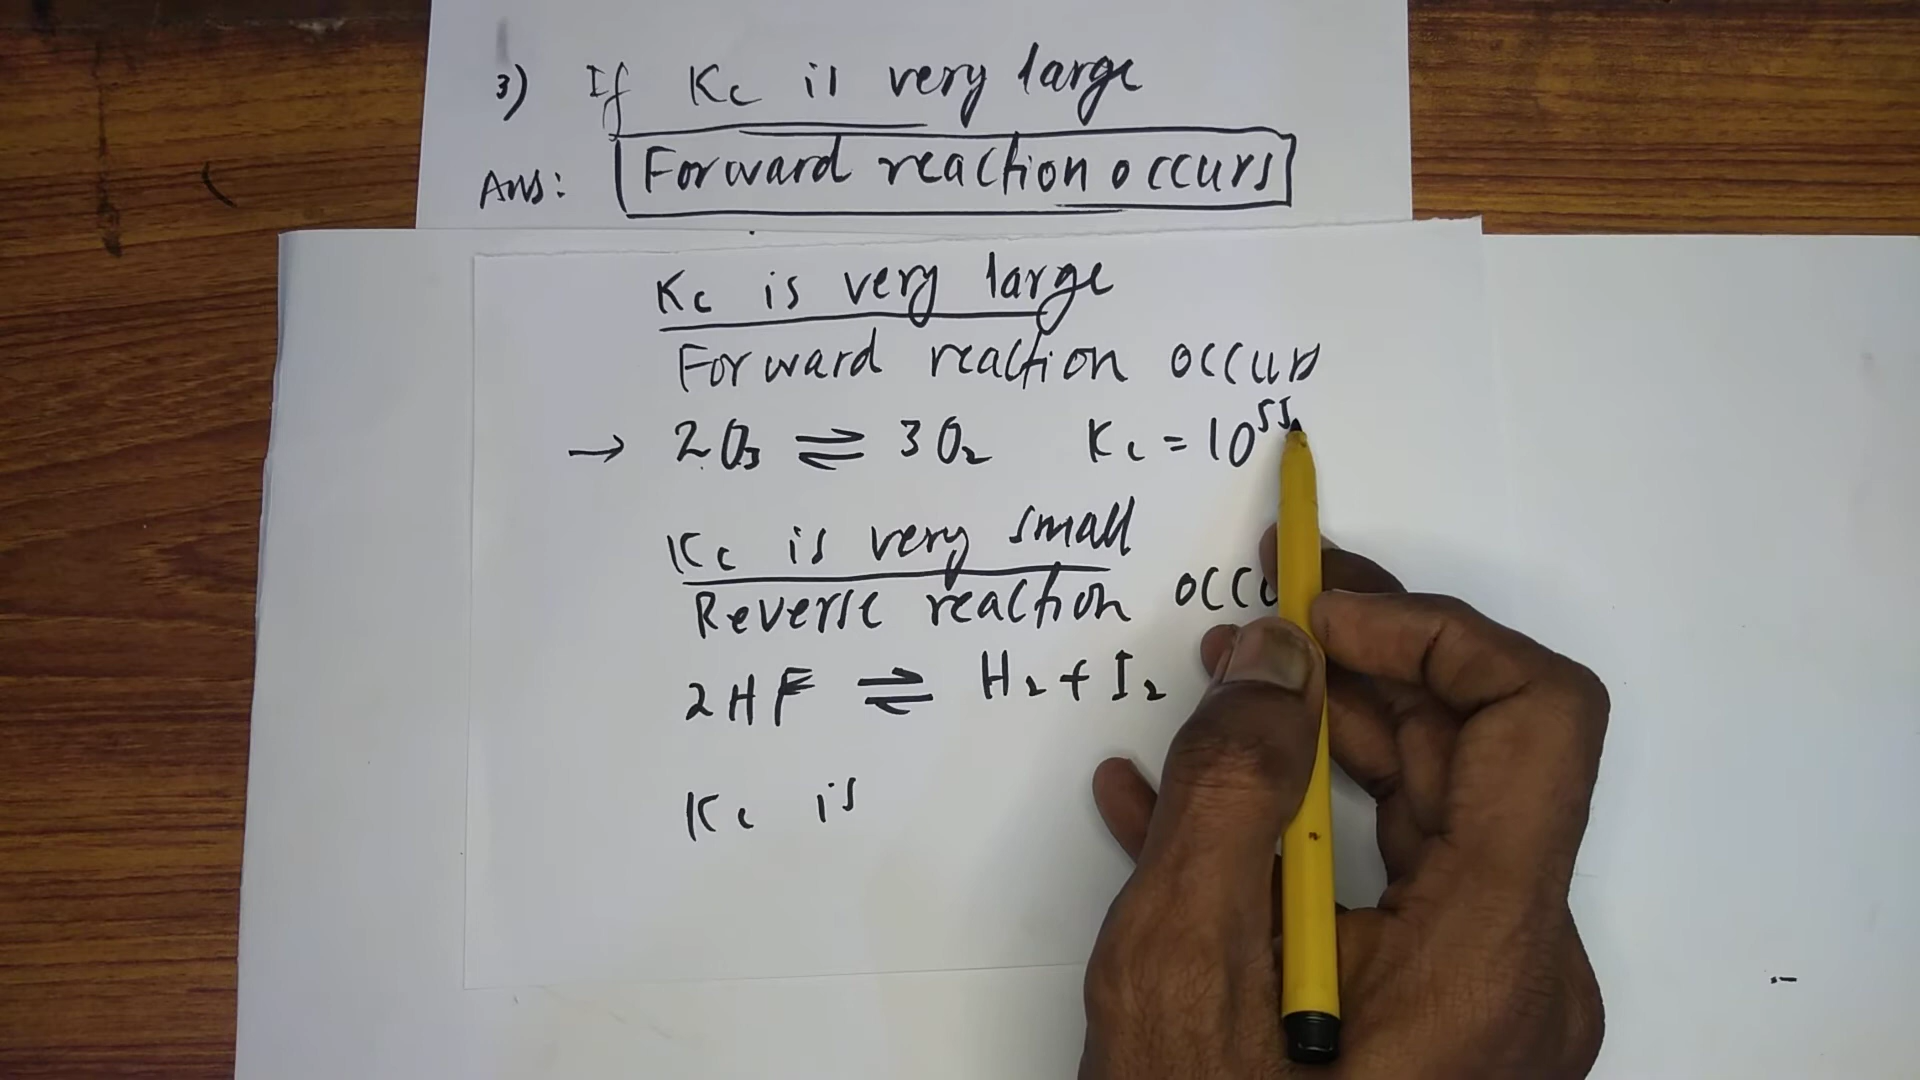 3) If Kc is very large
Ans: Forward reaction occurs
Kc is very large
Forward reaction occurs
→ 2O₃ ⇌ 3O₂ Kc = 10⁵⁵
Kc is very small
Reverse reaction
2HF ⇌ H₂ + I₂
Kc is